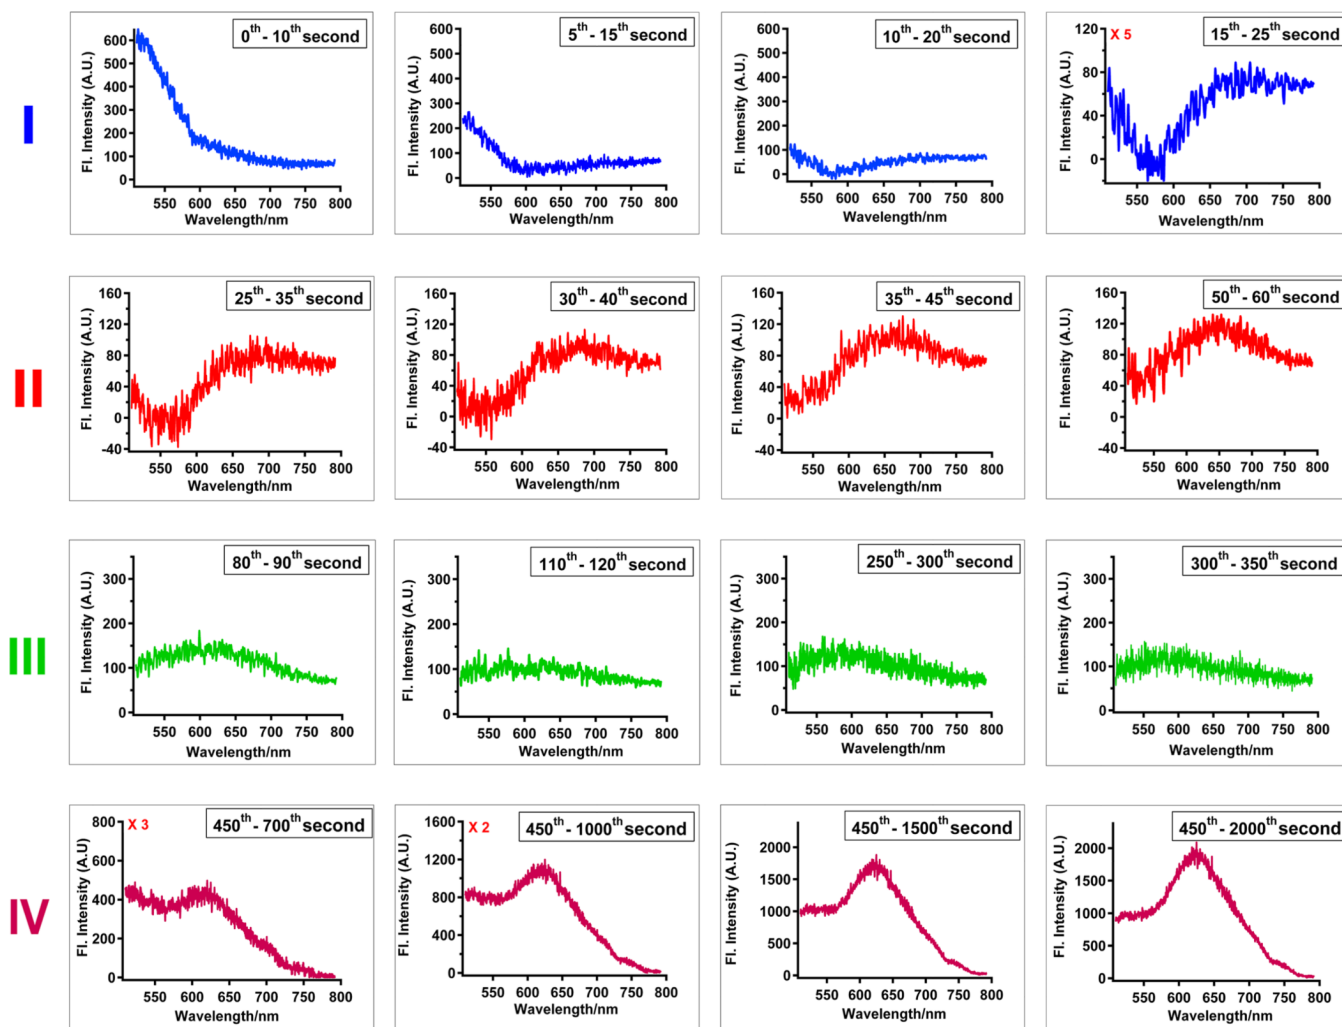 I
0th - 10th second
Fl. Intensity (A.U.)
600
500
400
300
200
100
0
550 600 650 700 750 800
Wavelength/nm
5th - 15th second
Fl. Intensity (A.U.)
600
500
400
300
200
100
0
550 600 650 700 750 800
Wavelength/nm
10th - 20th second
Fl. Intensity (A.U.)
600
500
400
300
200
100
0
550 600 650 700 750 800
Wavelength/nm
X 5
15th - 25th second
Fl. Intensity (A.U.)
120
80
40
0
550 600 650 700 750 800
Wavelength/nm
II
25th - 35th second
Fl. Intensity (A.U.)
160
120
80
40
0
-40
550 600 650 700 750 800
Wavelength/nm
30th - 40th second
Fl. Intensity (A.U.)
160
120
80
40
0
-40
550 600 650 700 750 800
Wavelength/nm
35th - 45th second
Fl. Intensity (A.U.)
160
120
80
40
0
-40
550 600 650 700 750 800
Wavelength/nm
50th - 60th second
Fl. Intensity (A.U.)
160
120
80
40
0
-40
550 600 650 700 750 800
Wavelength/nm
III
80th - 90th second
Fl. Intensity (A.U.)
300
200
100
0
550 600 650 700 750 800
Wavelength/nm
110th - 120th second
Fl. Intensity (A.U.)
300
200
100
0
550 600 650 700 750 800
Wavelength/nm
250th - 300th second
Fl. Intensity (A.U.)
300
200
100
0
550 600 650 700 750 800
Wavelength/nm
300th - 350th second
Fl. Intensity (A.U.)
300
200
100
0
550 600 650 700 750 800
Wavelength/nm
IV
X 3
450th - 700th second
Fl. Intensity (A.U)
800
600
400
200
0
550 600 650 700 750 800
Wavelength/nm
X 2
450th - 1000th second
Fl. Intensity (A.U.)
1600
1200
800
400
0
550 600 650 700 750 800
Wavelength/nm
450th - 1500th second
Fl. Intensity (A.U.)
2000
1500
1000
500
0
550 600 650 700 750 800
Wavelength/nm
450th - 2000th second
Fl. Intensity (A.U.)
2000
1500
1000
500
0
550 600 650 700 750 800
Wavelength/nm